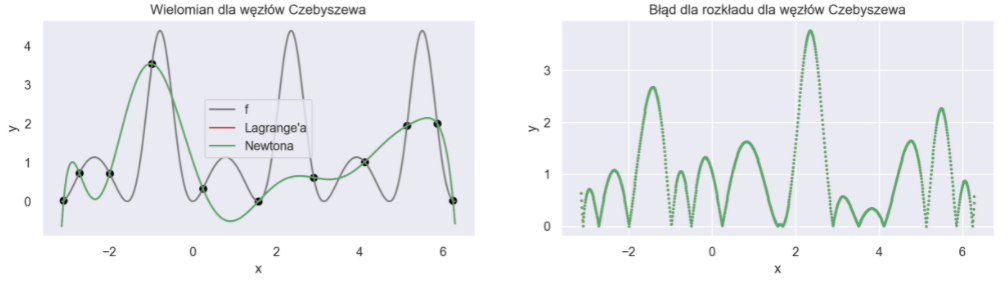 Wielomian dla węzłów Czebyszewa
4
3
2
1
0
y
f
Lagrange'a
Newtona
−2
0
2
4
6
x
Błąd dla rozkładu dla węzłów Czebyszewa
3
2
1
0
y
−2
0
2
4
6
x